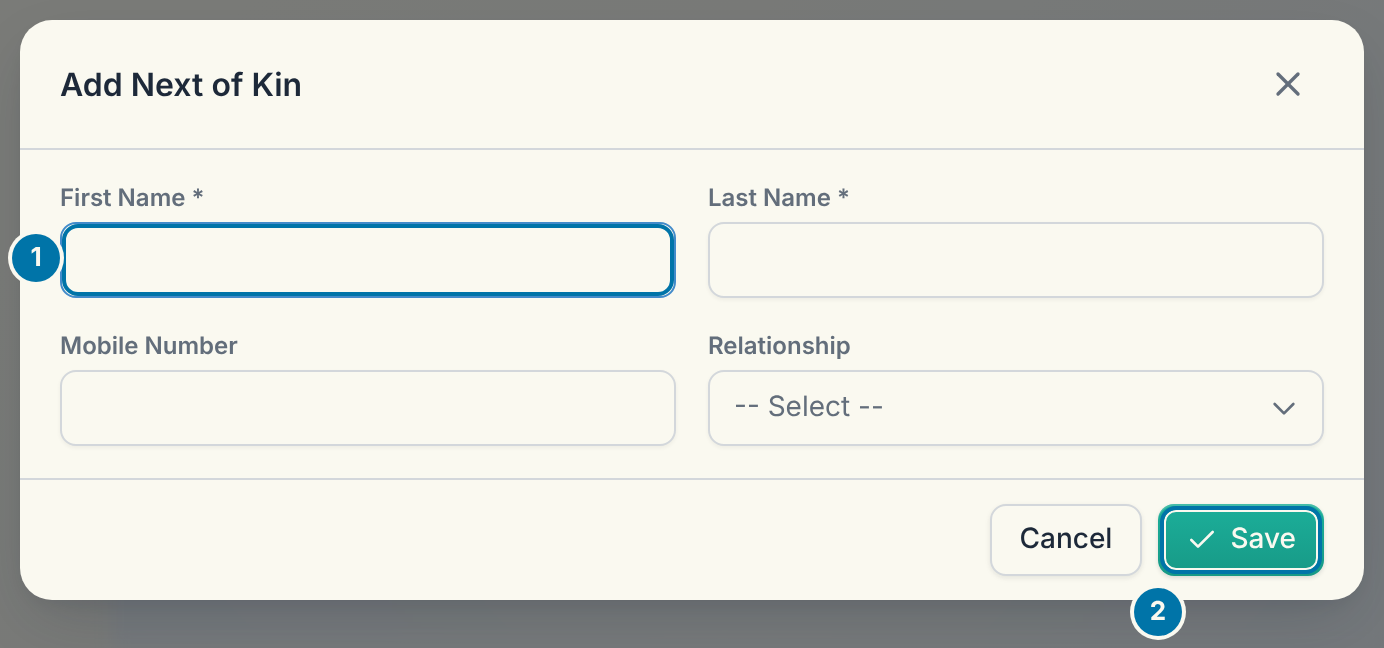 Add Next of Kin
First Name *
Last Name *
1
Mobile Number
Relationship
-- Select --
Cancel
Save
2